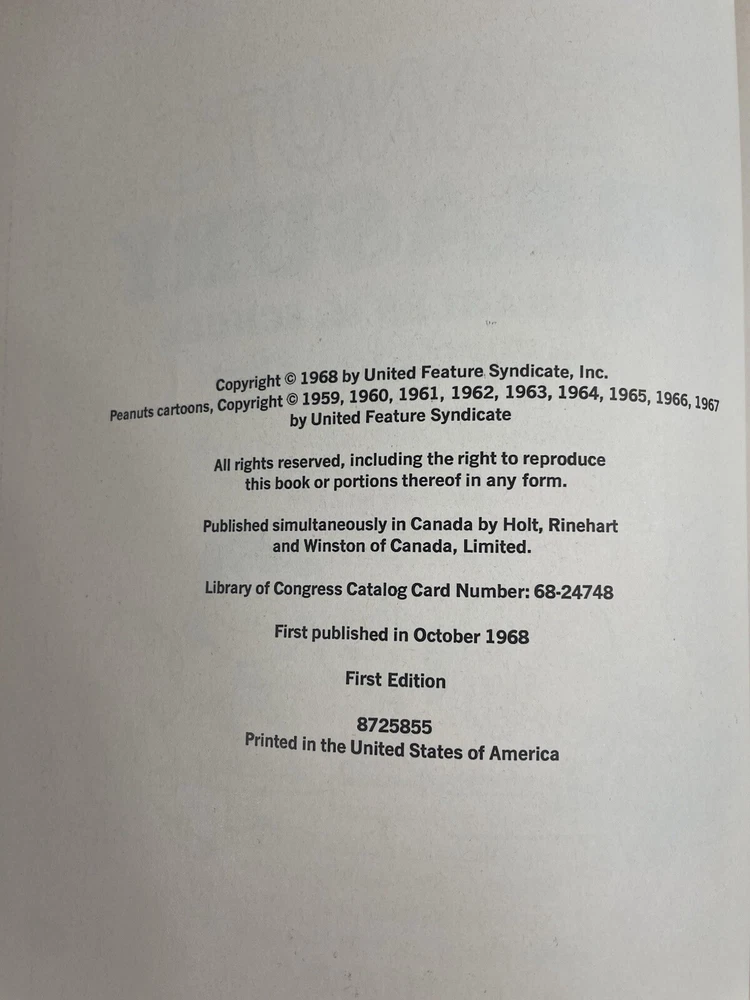 Copyright © 1968 by United Feature Syndicate, Inc.
Peanuts cartoons, Copyright © 1959, 1960, 1961, 1962, 1963, 1964, 1965, 1966, 1967
by United Feature Syndicate
All rights reserved, including the right to reproduce
this book or portions thereof in any form.
Published simultaneously in Canada by Holt, Rinehart
and Winston of Canada, Limited.
Library of Congress Catalog Card Number: 68-24748
First published in October 1968
First Edition
8725855
Printed in the United States of America